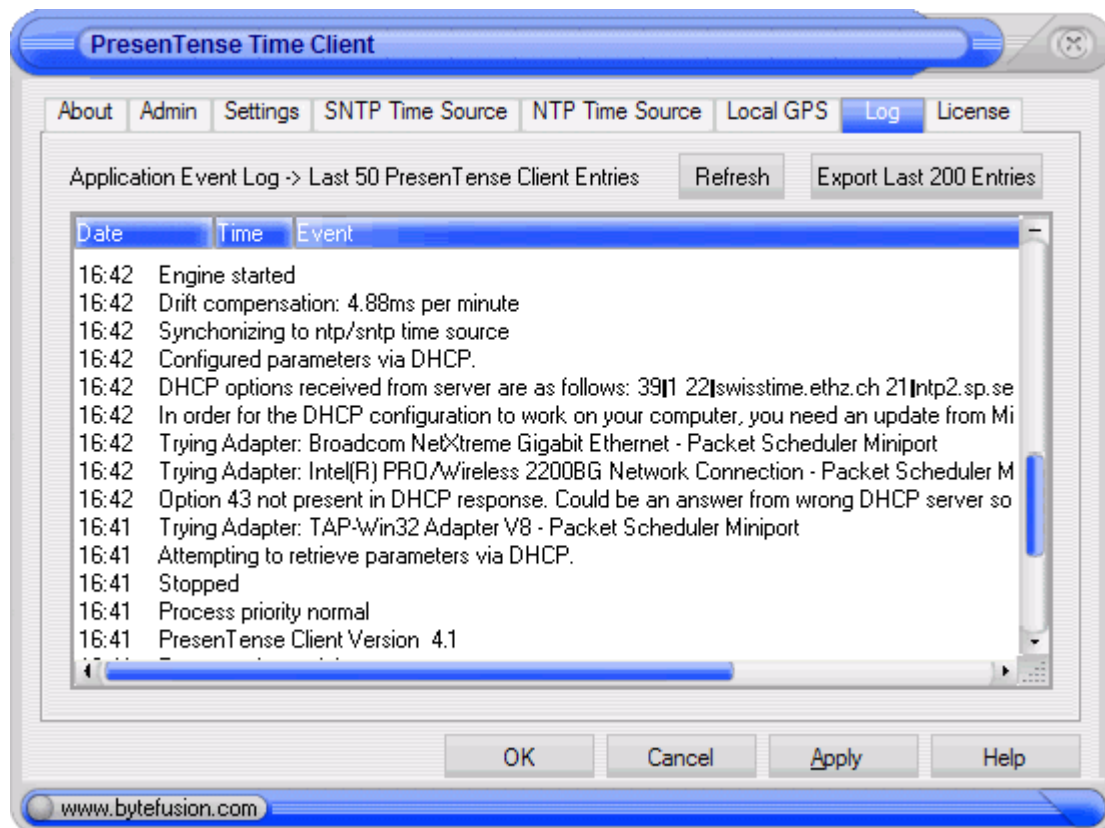 PresenTense Time Client
About Admin Settings SNTP Time Source NTP Time Source Local GPS Log License
Application Event Log -> Last 50 PresenTense Client Entries Refresh Export Last 200 Entries
Date Time Event
16:42 Engine started
16:42 Drift compensation: 4.88ms per minute
16:42 Synchonizing to ntp/sntp time source
16:42 Configured parameters via DHCP.
16:42 DHCP options received from server are as follows: 39|1 22|swisstime.ethz.ch 21|ntp2.sp.se
16:42 In order for the DHCP configuration to work on your computer, you need an update from Mi
16:42 Trying Adapter: Broadcom NetXtreme Gigabit Ethernet - Packet Scheduler Miniport
16:42 Trying Adapter: Intel(R) PRO/Wireless 2200BG Network Connection - Packet Scheduler M
16:42 Option 43 not present in DHCP response. Could be an answer from wrong DHCP server so
16:41 Trying Adapter: TAP-Win32 Adapter V8 - Packet Scheduler Miniport
16:41 Attempting to retrieve parameters via DHCP.
16:41 Stopped
16:41 Process priority normal
16:41 PresenTense Client Version 4.1
OK Cancel Apply Help
www.bytefusion.com